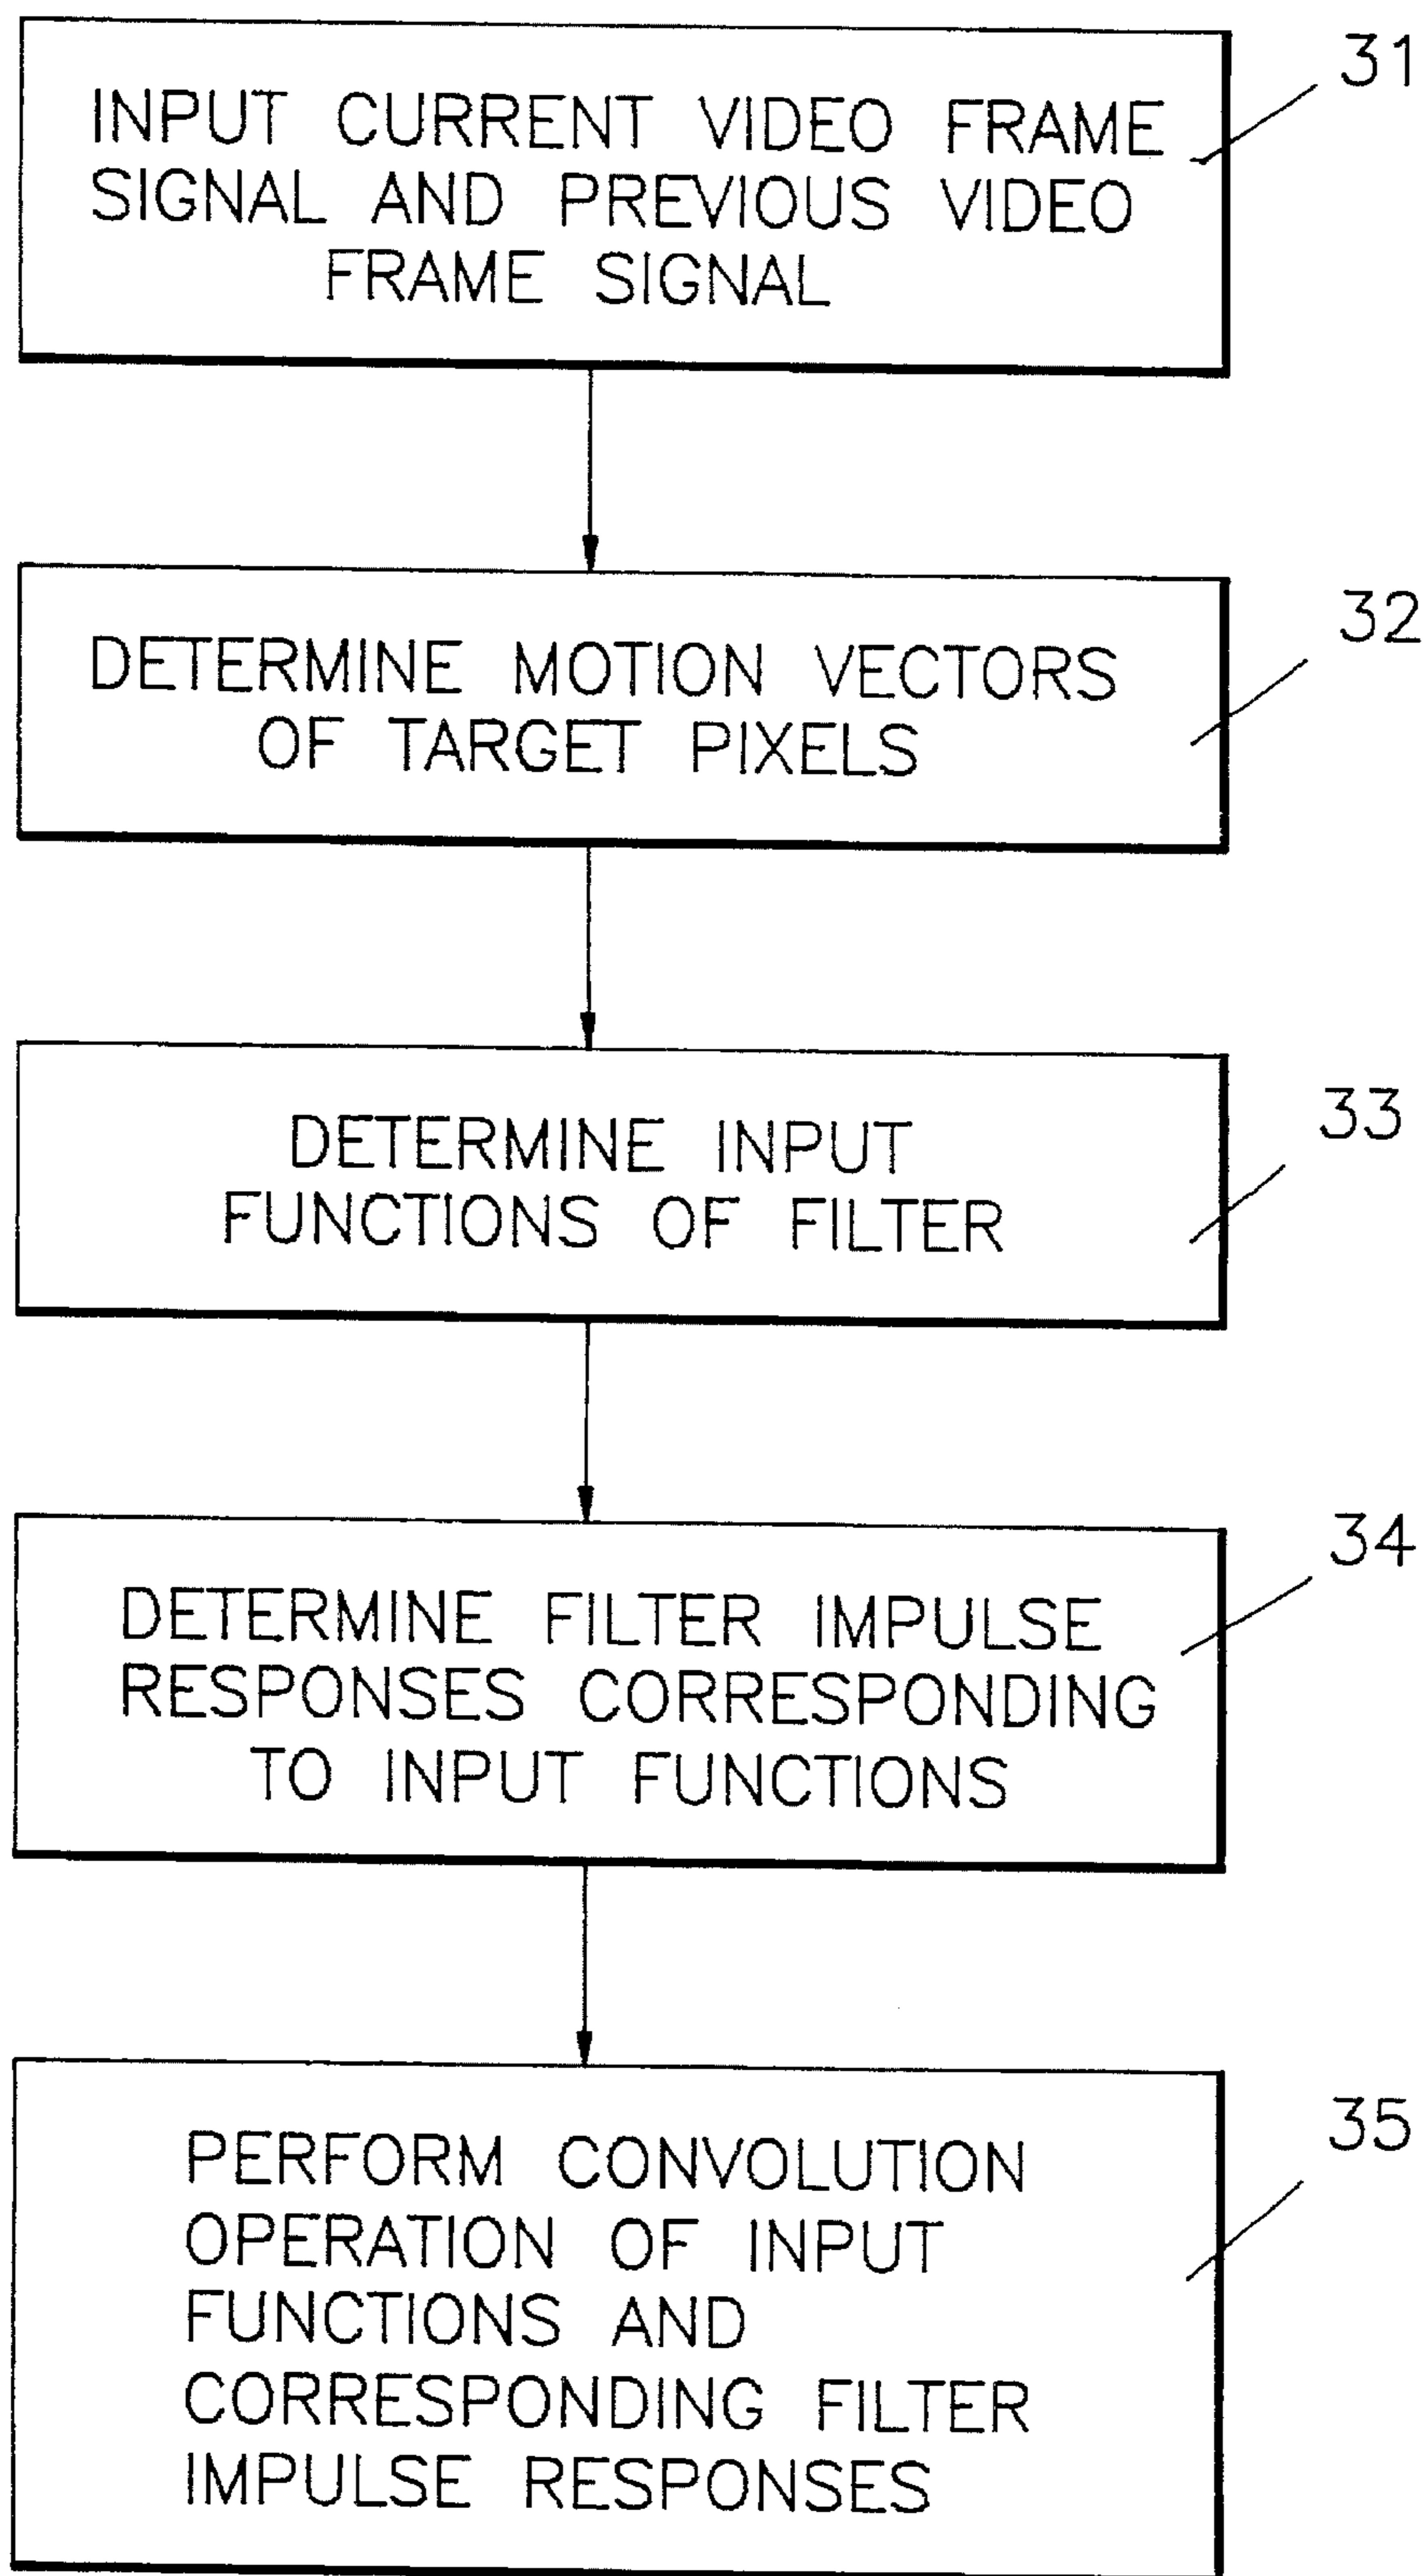 31
INPUT CURRENT VIDEO FRAME
SIGNAL AND PREVIOUS VIDEO
FRAME SIGNAL
32
DETERMINE MOTION VECTORS
OF TARGET PIXELS
33
DETERMINE INPUT
FUNCTIONS OF FILTER
34
DETERMINE FILTER IMPULSE
RESPONSES CORRESPONDING
TO INPUT FUNCTIONS
35
PERFORM CONVOLUTION
OPERATION OF INPUT
FUNCTIONS AND
CORRESPONDING FILTER
IMPULSE RESPONSES